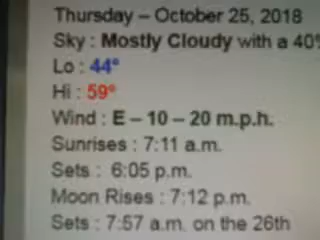 Thursday – October 25, 2018
Sky : Mostly Cloudy with a 40%
Lo : 44°
Hi : 59°
Wind : E – 10 – 20 m.p.h.
Sunrises : 7:11 a.m.
Sets :  6:05 p.m.
Moon Rises : 7:12 p.m.
Sets : 7:57 a.m. on the 26th